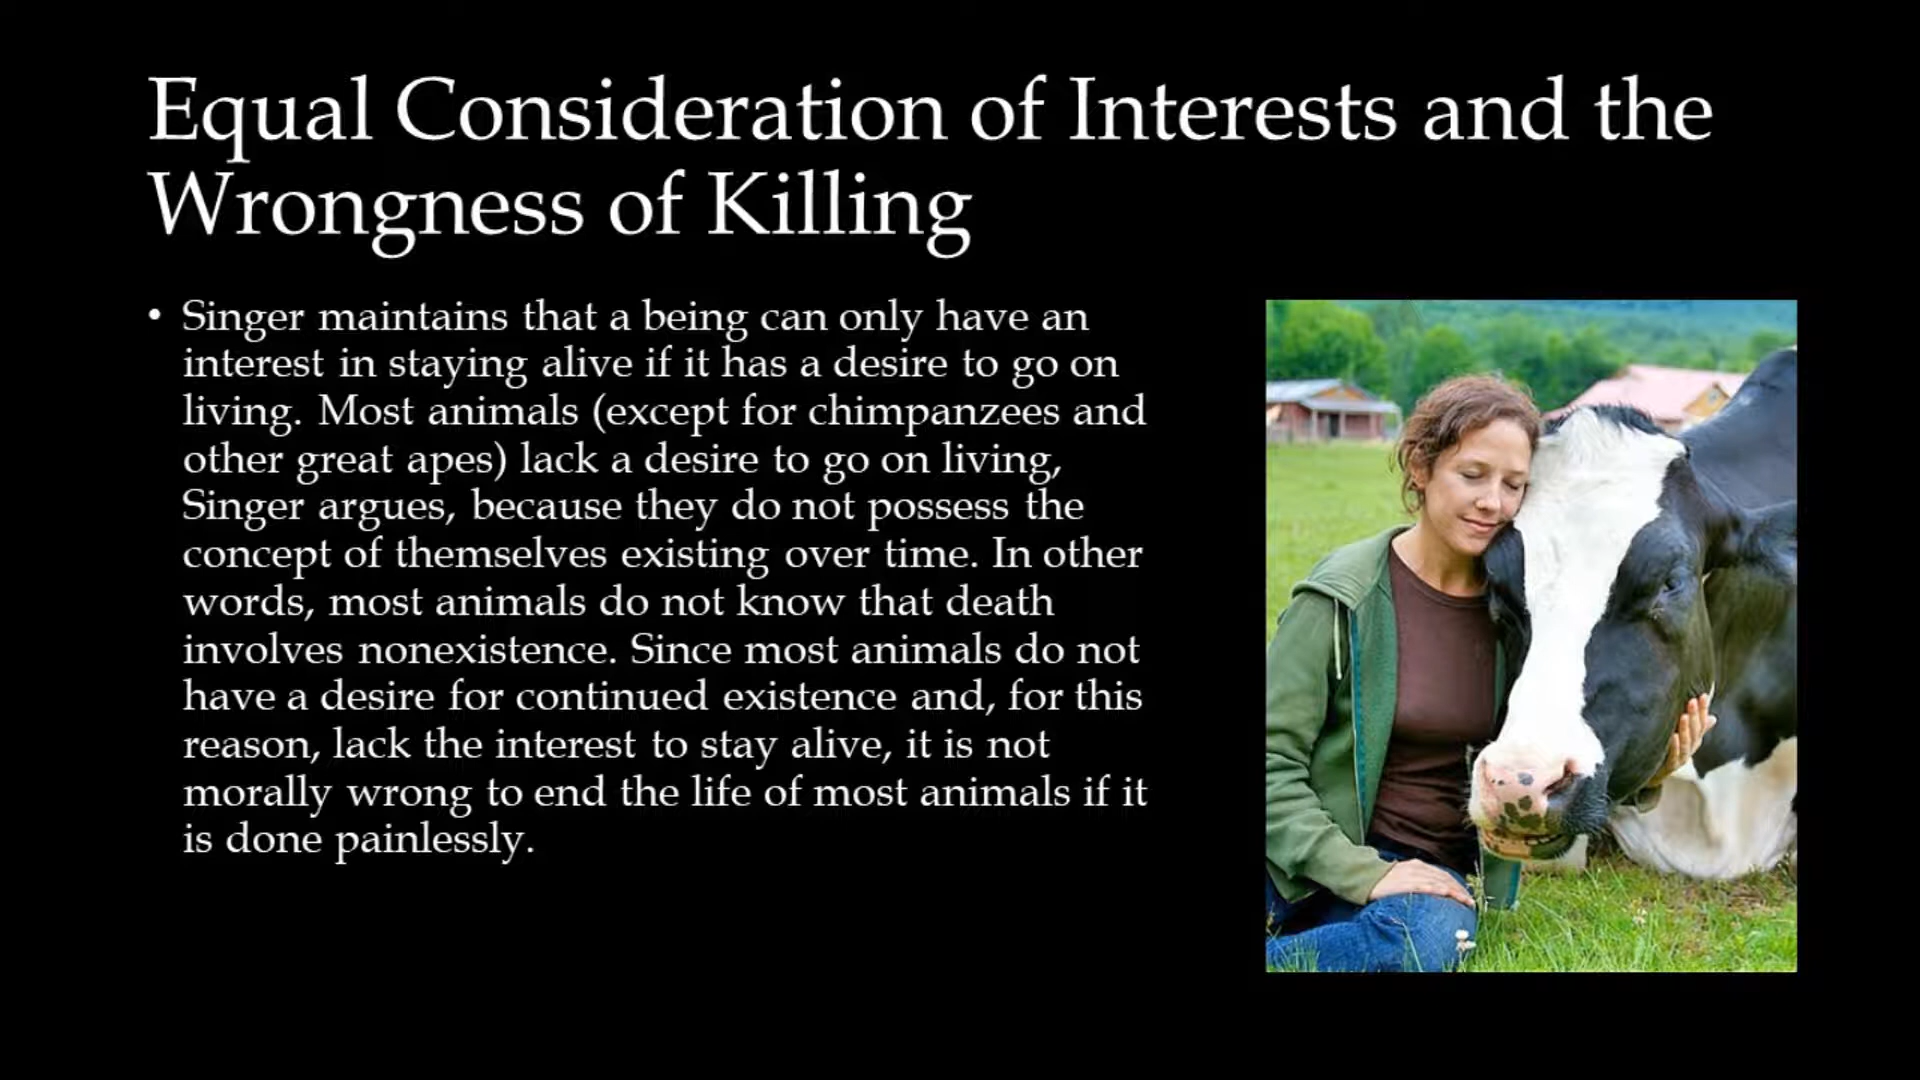 Equal Consideration of Interests and the
Wrongness of Killing
• Singer maintains that a being can only have an
interest in staying alive if it has a desire to go on
living. Most animals (except for chimpanzees and
other great apes) lack a desire to go on living,
Singer argues, because they do not possess the
concept of themselves existing over time. In other
words, most animals do not know that death
involves nonexistence. Since most animals do not
have a desire for continued existence and, for this
reason, lack the interest to stay alive, it is not
morally wrong to end the life of most animals if it
is done painlessly.